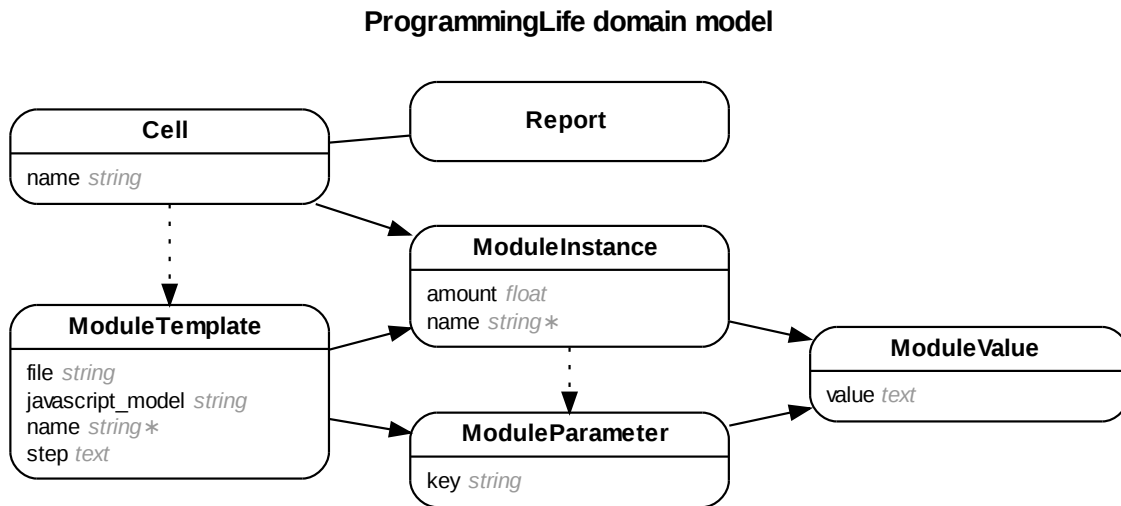 ProgrammingLife domain model
Cell
name string
Report
ModuleInstance
amount float
name string∗
ModuleTemplate
file string
javascript_model string
name string∗
step text
ModuleParameter
key string
ModuleValue
value text